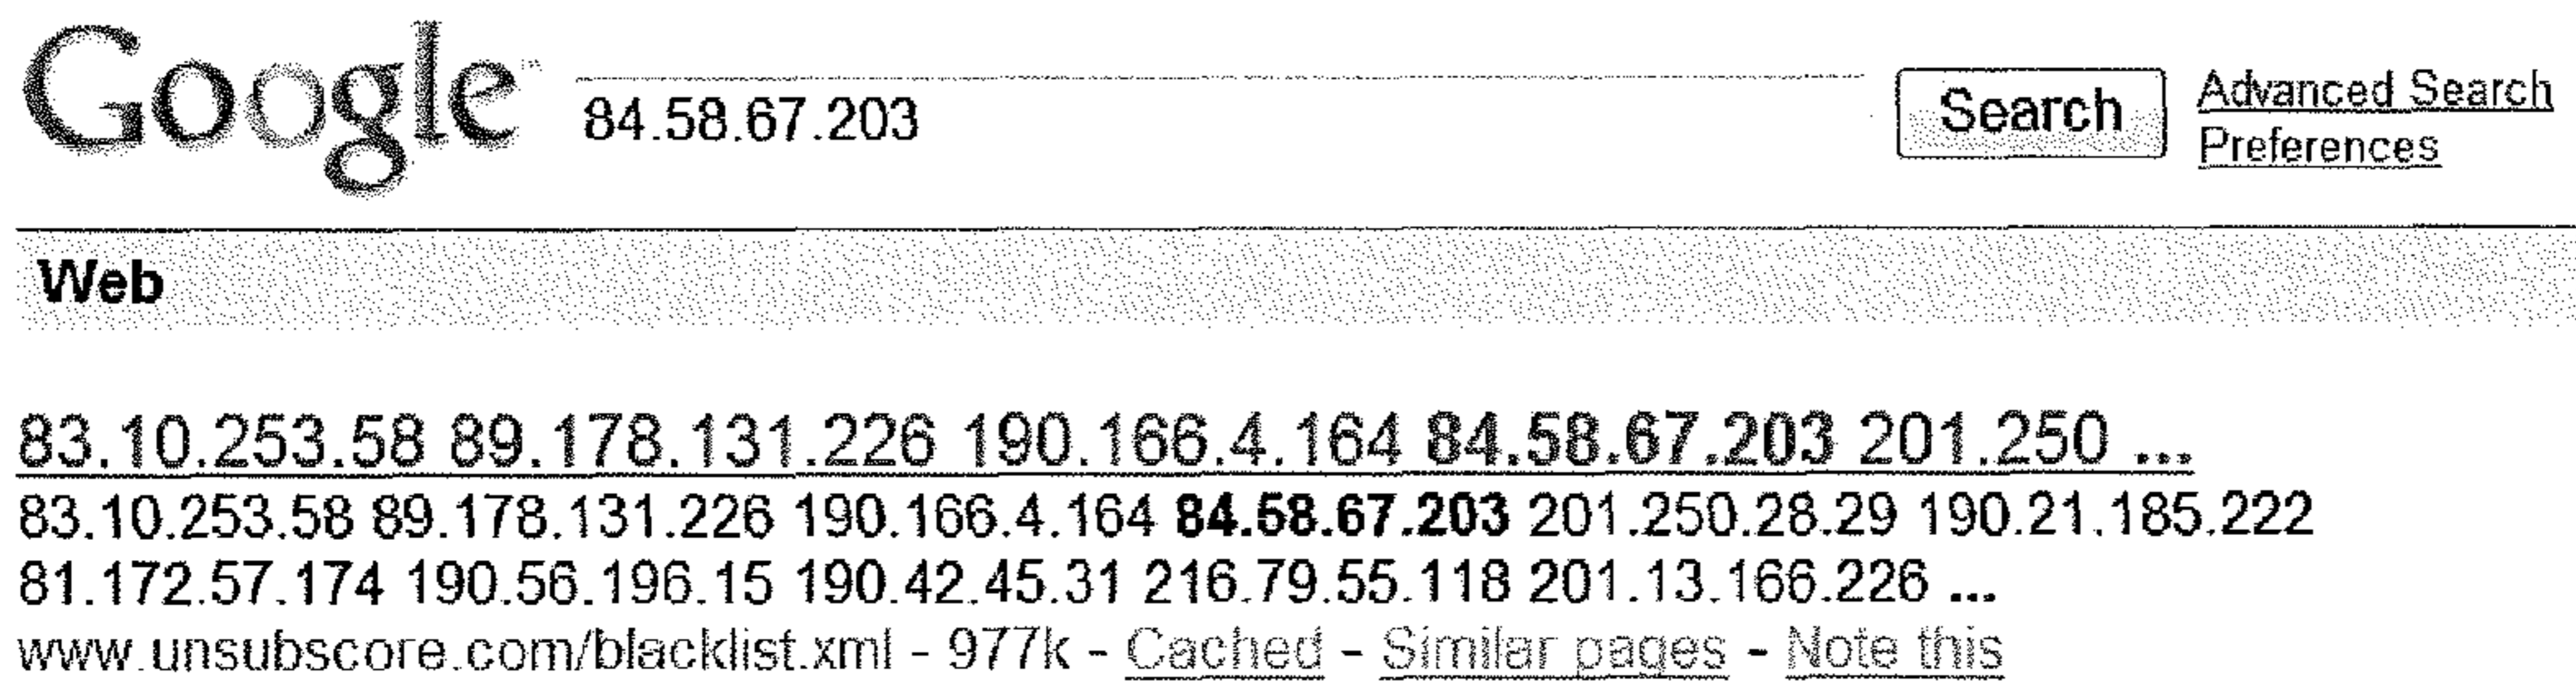 Google™ 84.58.67.203 Search Advanced Search
Preferences
Web
83.10.253.58 89.178.131.226 190.166.4.164 84.58.67.203 201.250 ...
83.10.253.58 89.178.131.226 190.166.4.164 84.58.67.203 201.250.28.29 190.21.185.222
81.172.57.174 190.56.196.15 190.42.45.31 216.79.55.118 201.13.166.226 ...
www.unsubscore.com/blacklist.xml - 977k - Cached - Similar pages - Note this